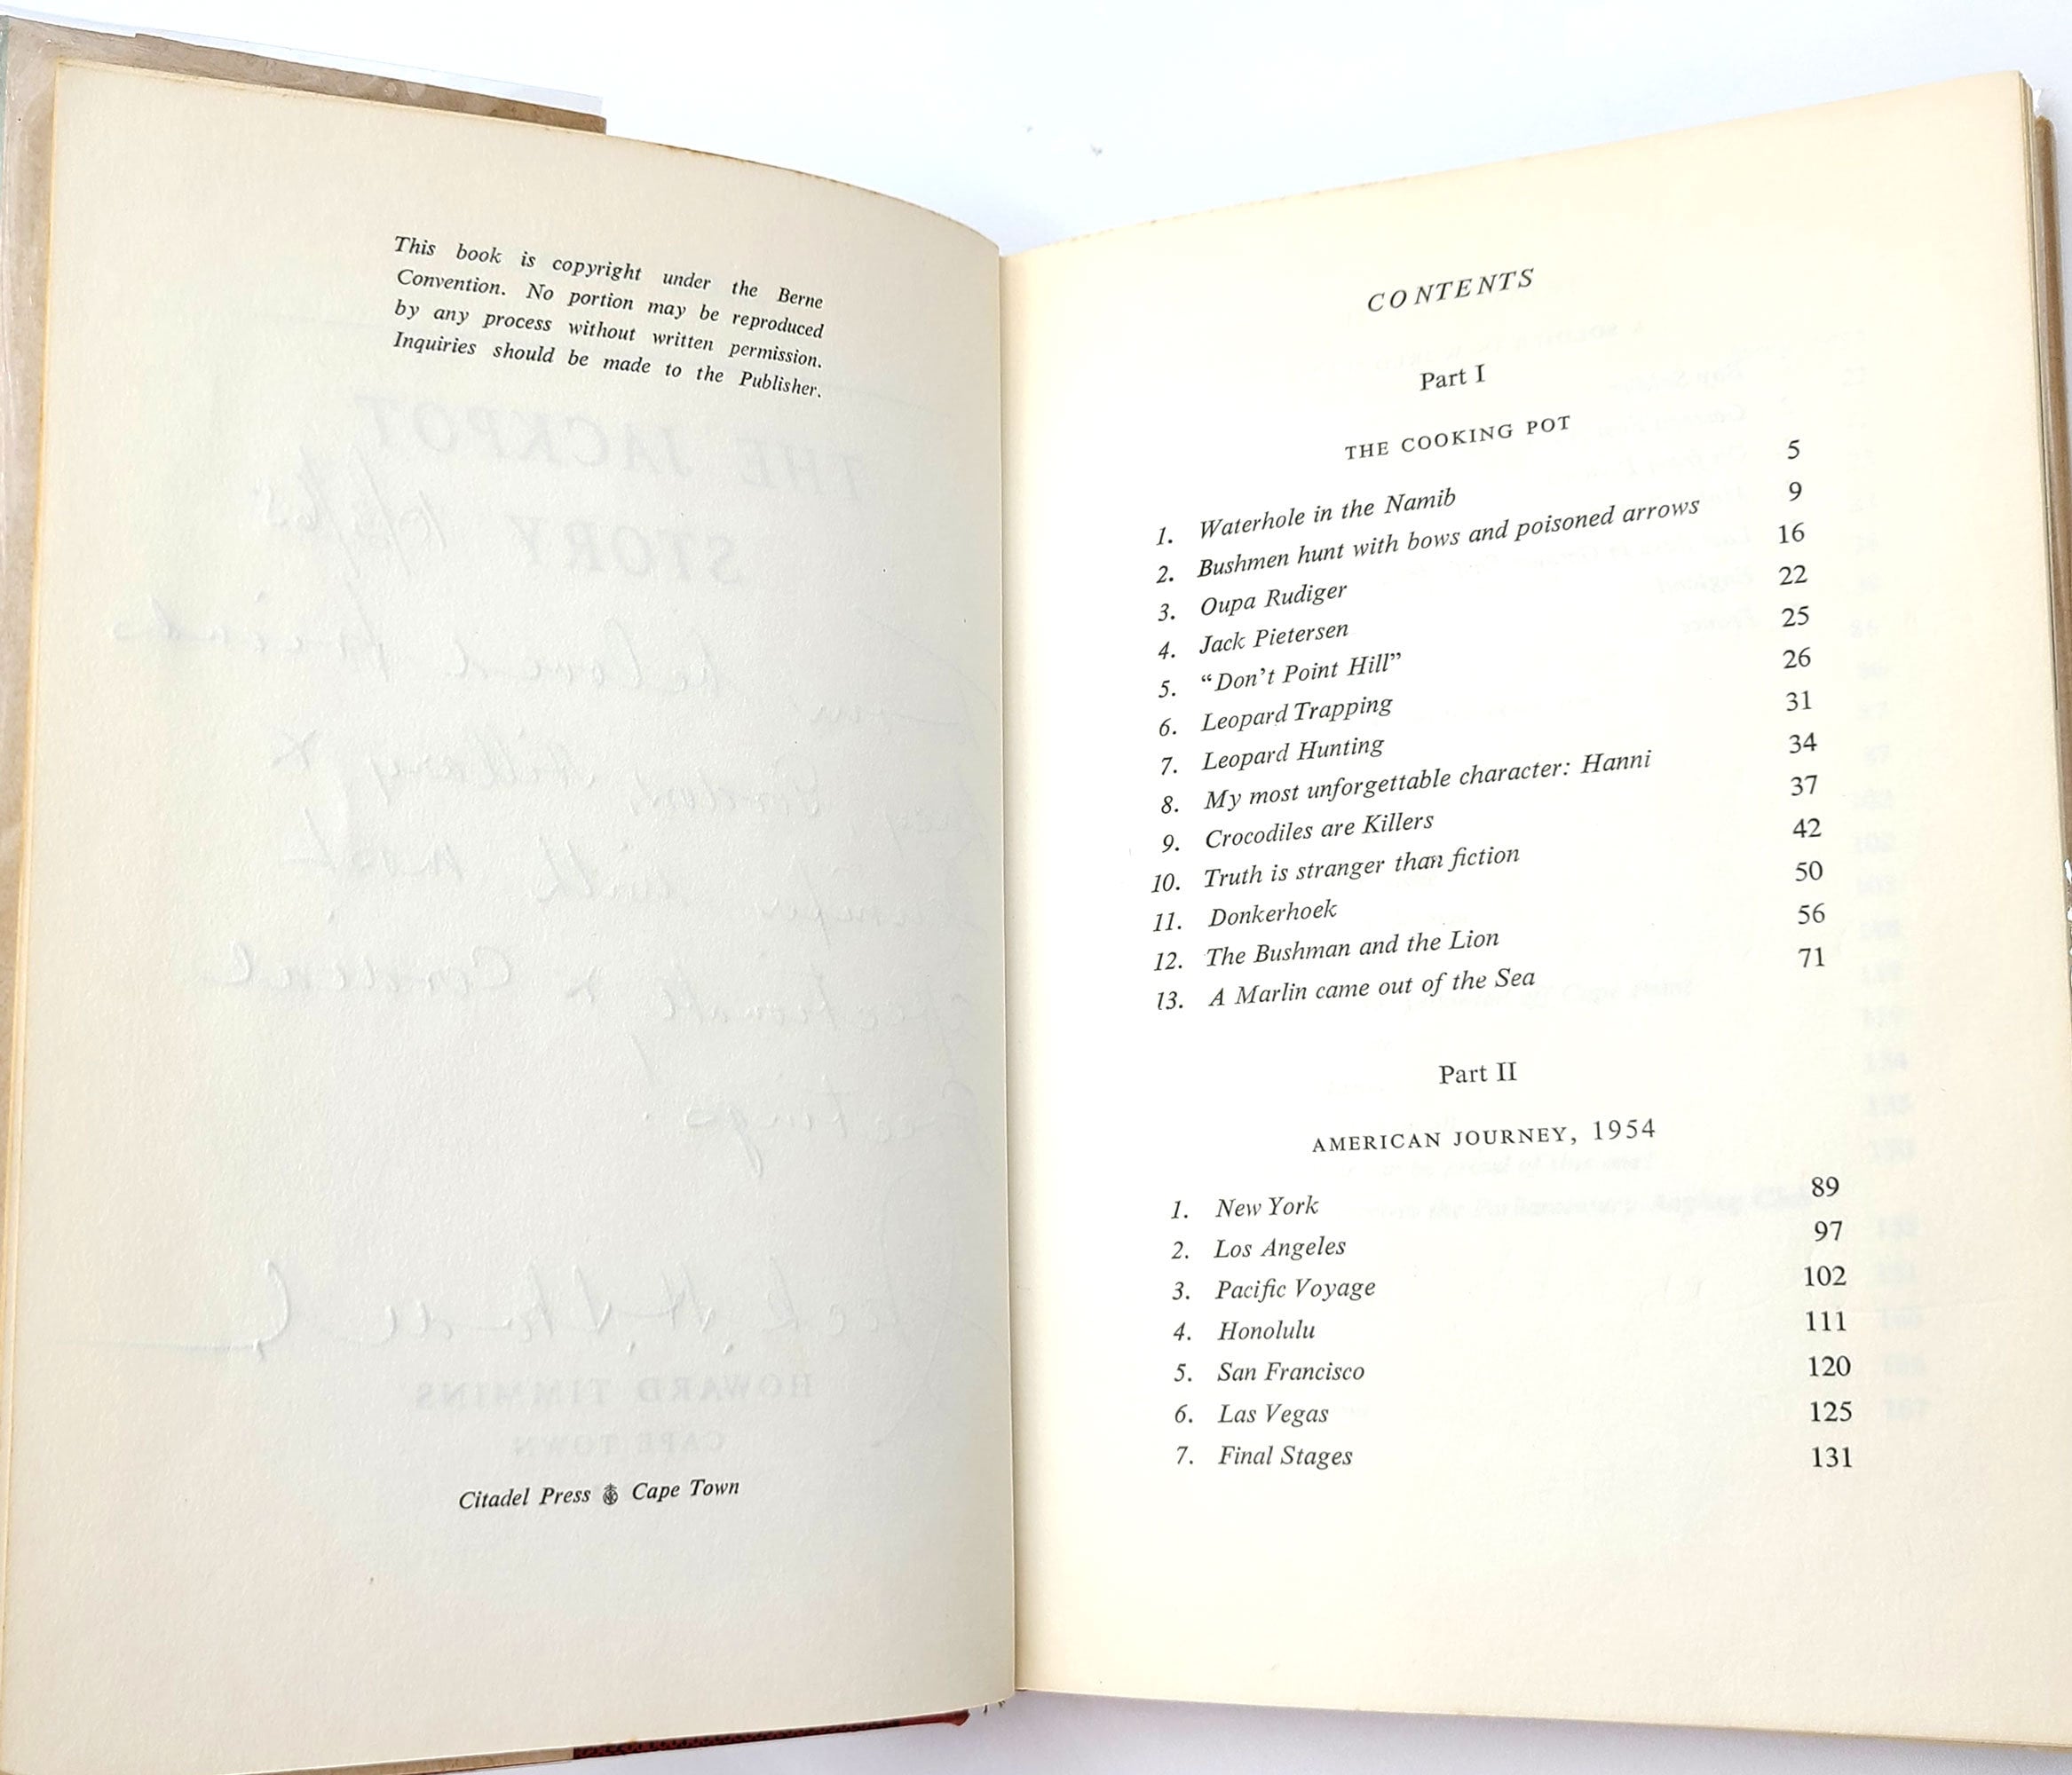 This book is copyright under the Berne
Convention. No portion may be reproduced
by any process without written permission.
Inquiries should be made to the Publisher.
THE JACKPOT
STORY
HOWARD TIMMINS
CAPE TOWN
Citadel Press Cape Town
CONTENTS
Part I
THE COOKING POT
1. Waterhole in the Namib 5
2. Bushmen hunt with bows and poisoned arrows 9
3. Oupa Rudiger 16
4. Jack Pietersen 22
5. “Don’t Point Hill” 25
6. Leopard Trapping 26
7. Leopard Hunting 31
8. My most unforgettable character: Hanni 34
9. Crocodiles are Killers 37
10. Truth is stranger than fiction 42
11. Donkerhoek 50
12. The Bushman and the Lion 56
13. A Marlin came out of the Sea 71
Part II
AMERICAN JOURNEY, 1954
1. New York 89
2. Los Angeles 97
3. Pacific Voyage 102
4. Honolulu 111
5. San Francisco 120
6. Las Vegas 125
7. Final Stages 131